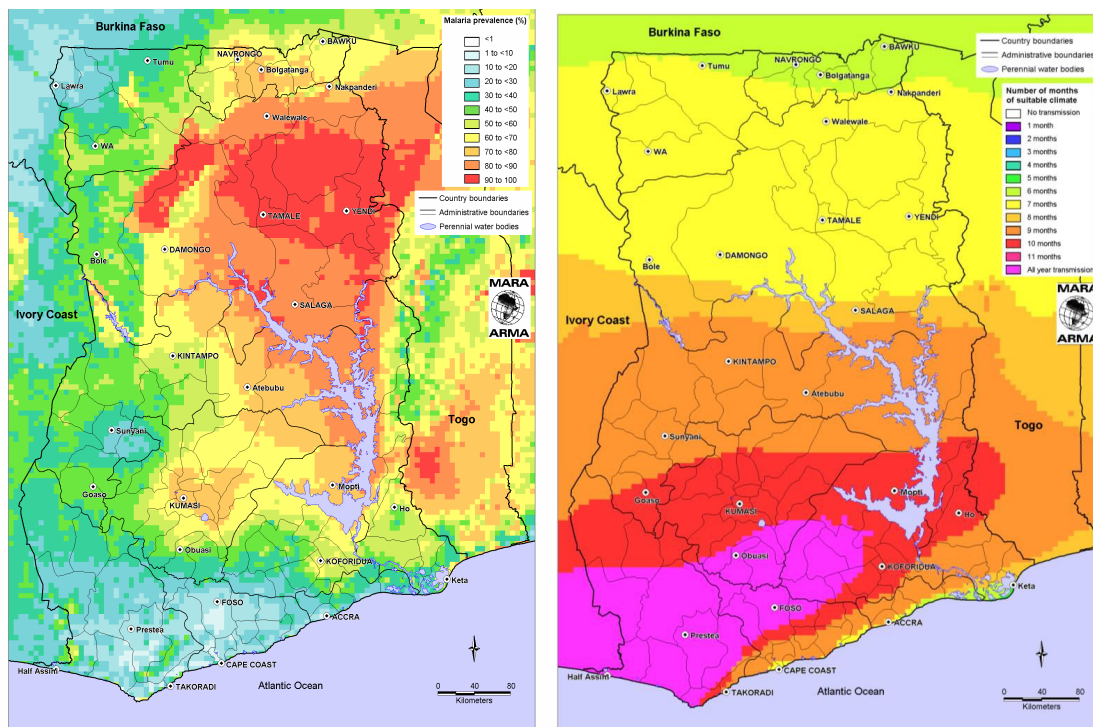 Burkina Faso
BAWKU
NAVRONGO
Tumu
Bolgatanga
Lawra
Nakpanderi
Walewale
WA
TAMALE
YENDI
DAMONGO
Bole
SALAGA
Ivory Coast
KINTAMPO
Atebubu
Sunyani
Togo
Goaso
KUMASI
Mopti
Ho
Obuasi
KOFORIDUA
Keta
FOSO
ACCRA
Prestea
Half Assini
CAPE COAST
TAKORADI
Atlantic Ocean
0 40 80
Kilometers
Malaria prevalence (%)
<1
1 to <10
10 to <20
20 to <30
30 to <40
40 to <50
50 to <60
60 to <70
70 to <80
80 to <90
90 to 100
Country boundaries
Administrative boundaries
Perennial water bodies
MARA
ARMA
Burkina Faso
BAWKU
NAVRONGO
Tumu
Bolgatanga
Lawra
Nakpanderi
Walewale
WA
TAMALE
YENDI
DAMONGO
Bole
SALAGA
Ivory Coast
KINTAMPO
Atebubu
Sunyani
Togo
Goaso
KUMASI
Mopti
Ho
Obuasi
KOFORIDUA
Keta
FOSO
ACCRA
Prestea
Half Assini
CAPE COAST
TAKORADI
Atlantic Ocean
0 40 80
Kilometers
Country boundaries
Administrative boundaries
Perennial water bodies
Number of months
of suitable climate
No transmission
1 month
2 months
3 months
4 months
5 months
6 months
7 months
8 months
9 months
10 months
11 months
All year transmission
MARA
ARMA